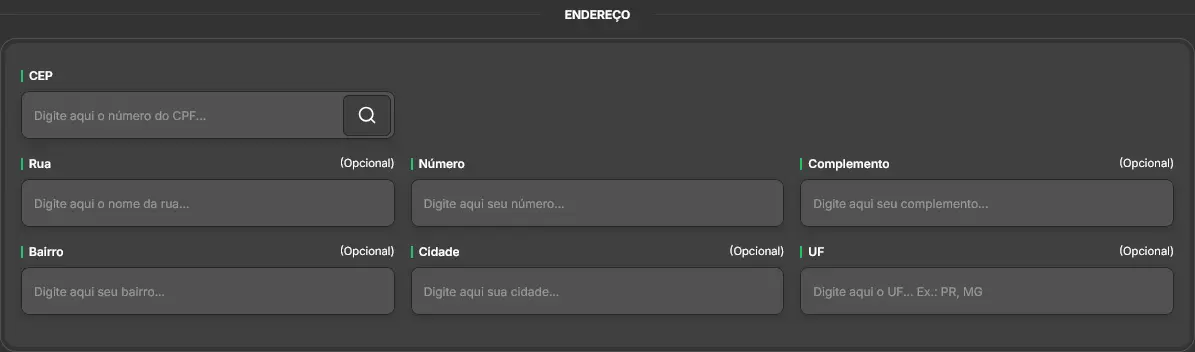 ENDEREÇO
CEP
Digite aqui o número do CPF...
Rua (Opcional) Número Complemento (Opcional)
Digite aqui o nome da rua... Digite aqui seu número... Digite aqui seu complemento...
Bairro (Opcional) Cidade (Opcional) UF (Opcional)
Digite aqui seu bairro... Digite aqui sua cidade... Digite aqui o UF... Ex.: PR, MG